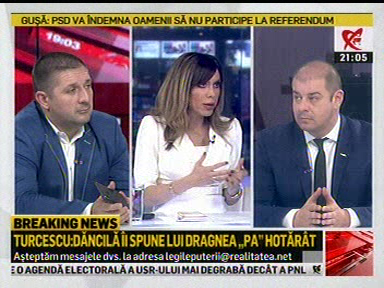 GUȘĂ: PSD VA ÎNDEMNA OAMENII SĂ NU PARTICIPE LA REFERENDUM
19:03
21:05
BREAKING NEWS
TURCESCU:DĂNCILĂ ÎI SPUNE LUI DRAGNEA „PA” HOTĂRÂT
Așteptăm mesajele dvs. la adresa legileputerii@realitatea.net
E O AGENDĂ ELECTORALĂ A USR-ULUI MAI DEGRABĂ DECÂT A PNL